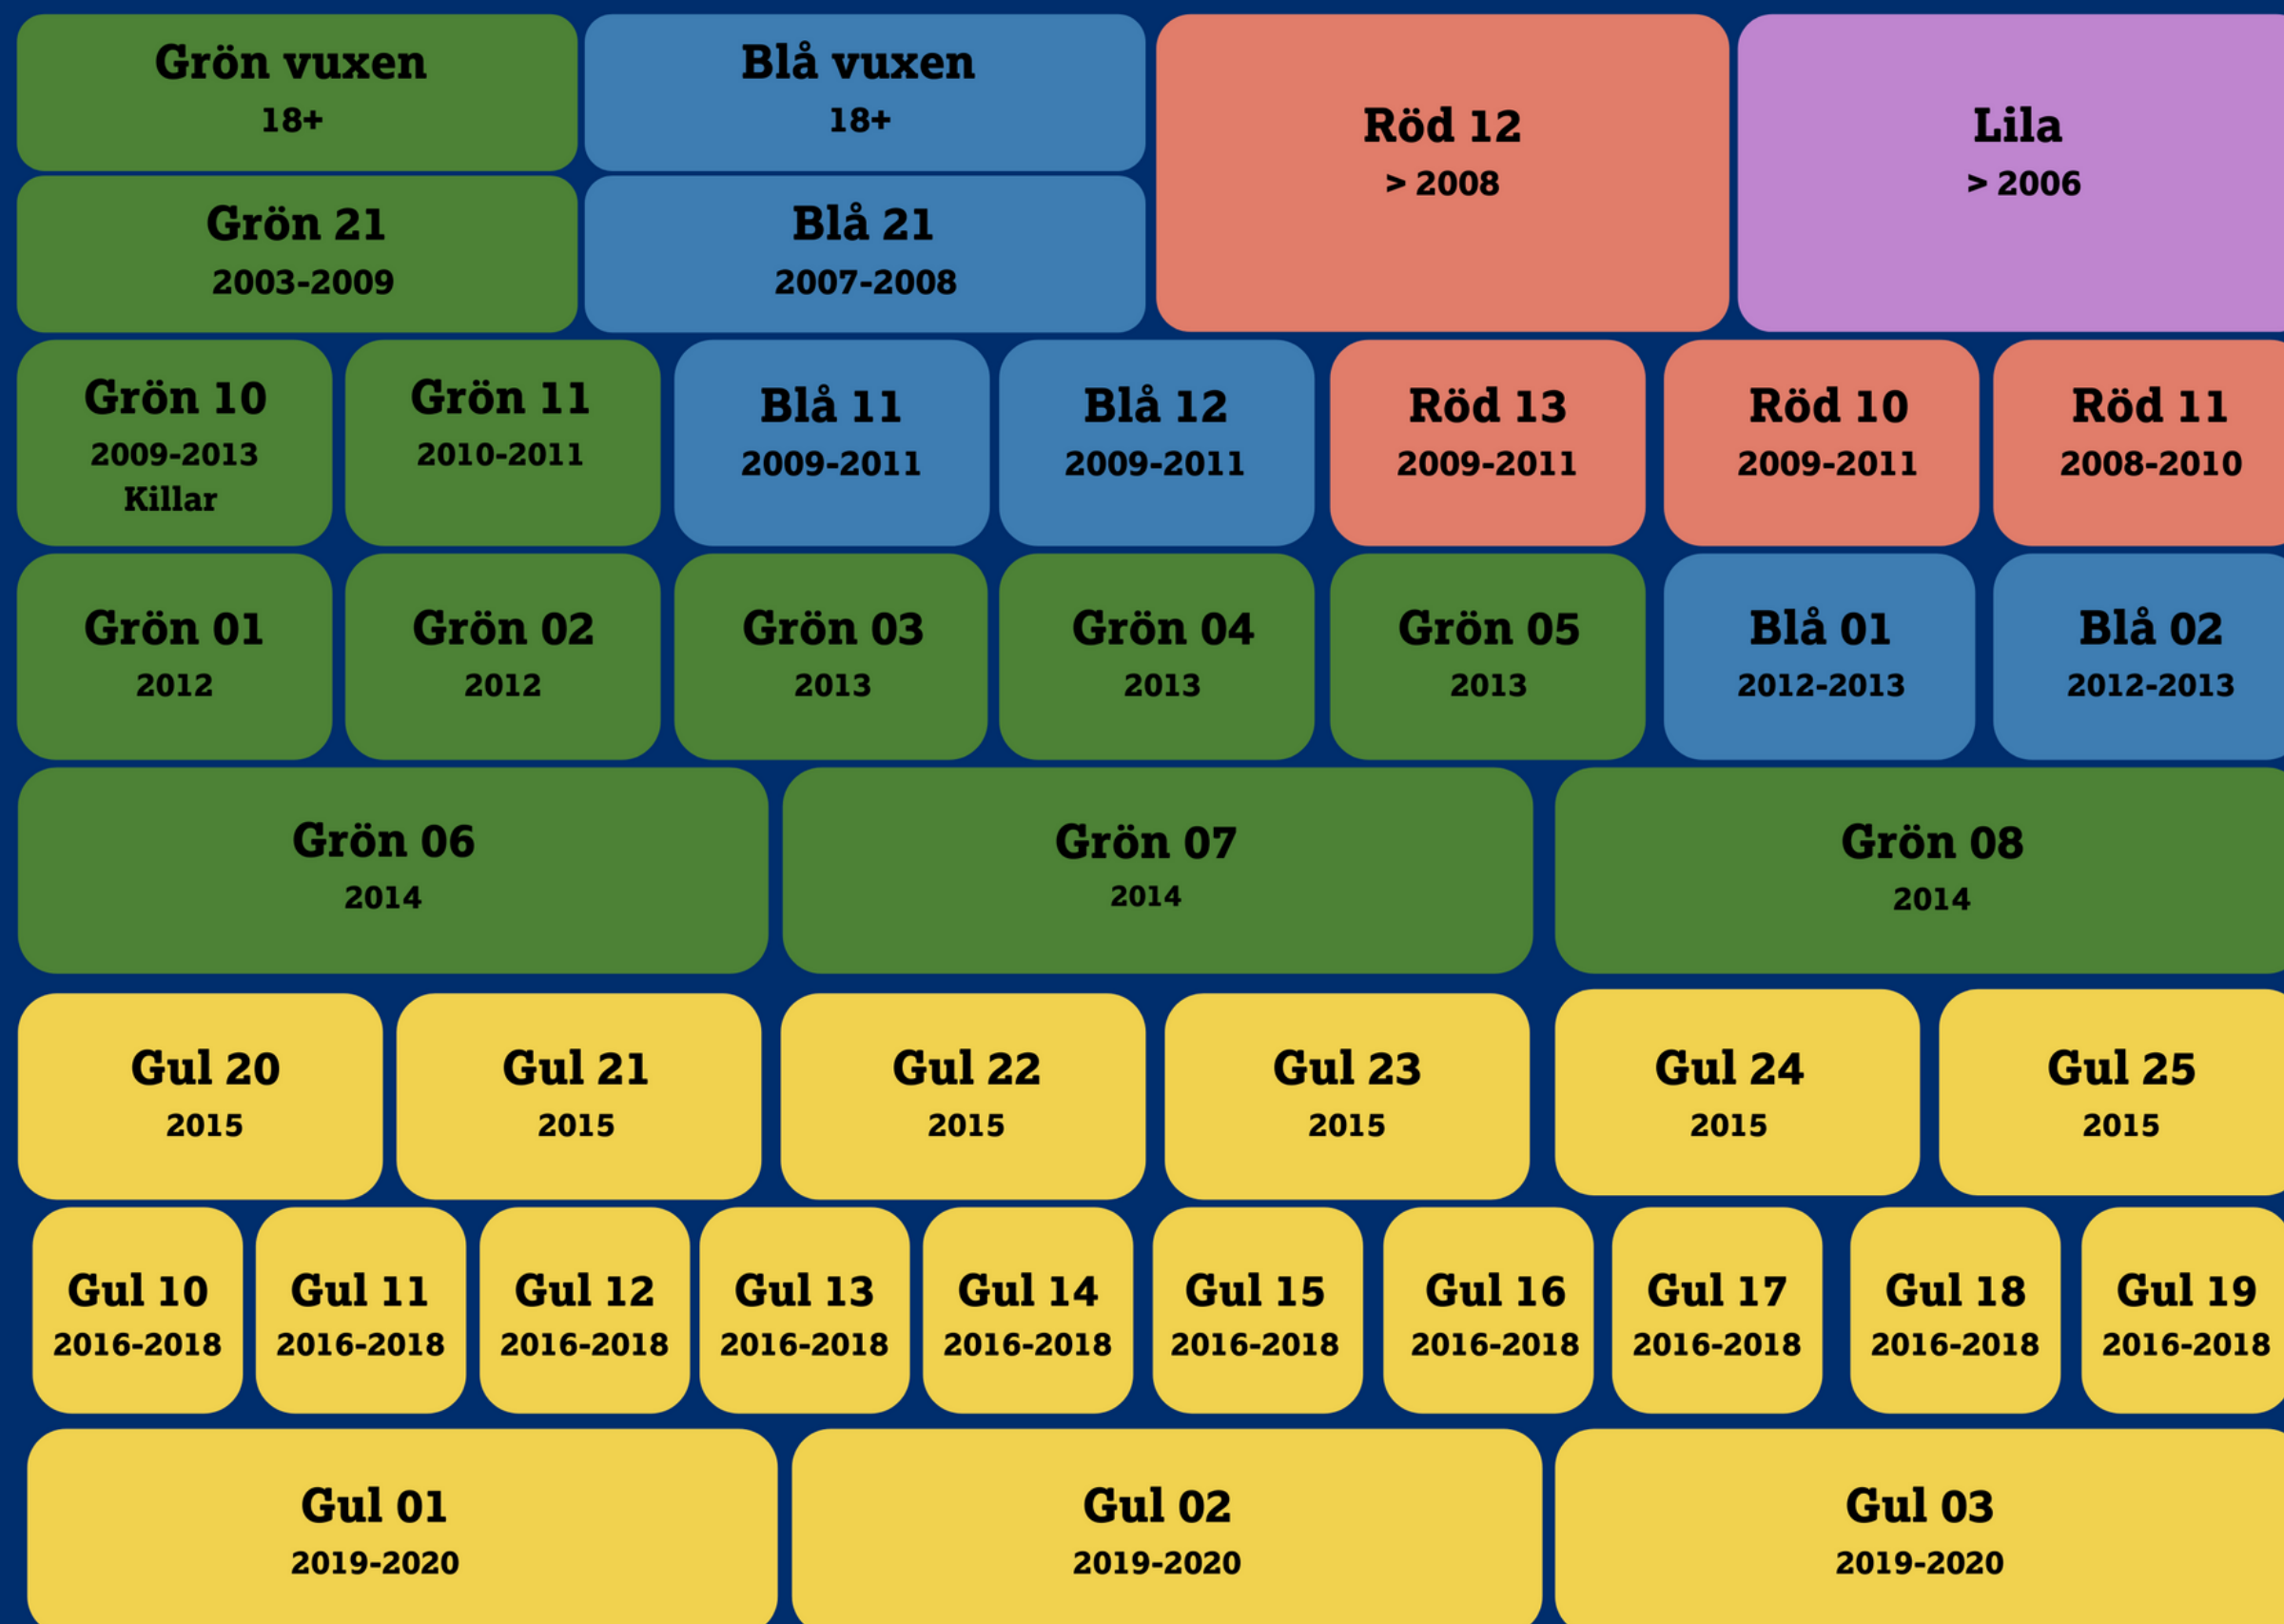 Grön vuxen
18+
Blå vuxen
18+
Röd 12
> 2008
Lila
> 2006
Grön 21
2003-2009
Blå 21
2007-2008
Grön 10
2009-2013
Killar
Grön 11
2010-2011
Blå 11
2009-2011
Blå 12
2009-2011
Röd 13
2009-2011
Röd 10
2009-2011
Röd 11
2008-2010
Grön 01
2012
Grön 02
2012
Grön 03
2013
Grön 04
2013
Grön 05
2013
Blå 01
2012-2013
Blå 02
2012-2013
Grön 06
2014
Grön 07
2014
Grön 08
2014
Gul 20
2015
Gul 21
2015
Gul 22
2015
Gul 23
2015
Gul 24
2015
Gul 25
2015
Gul 10
2016-2018
Gul 11
2016-2018
Gul 12
2016-2018
Gul 13
2016-2018
Gul 14
2016-2018
Gul 15
2016-2018
Gul 16
2016-2018
Gul 17
2016-2018
Gul 18
2016-2018
Gul 19
2016-2018
Gul 01
2019-2020
Gul 02
2019-2020
Gul 03
2019-2020